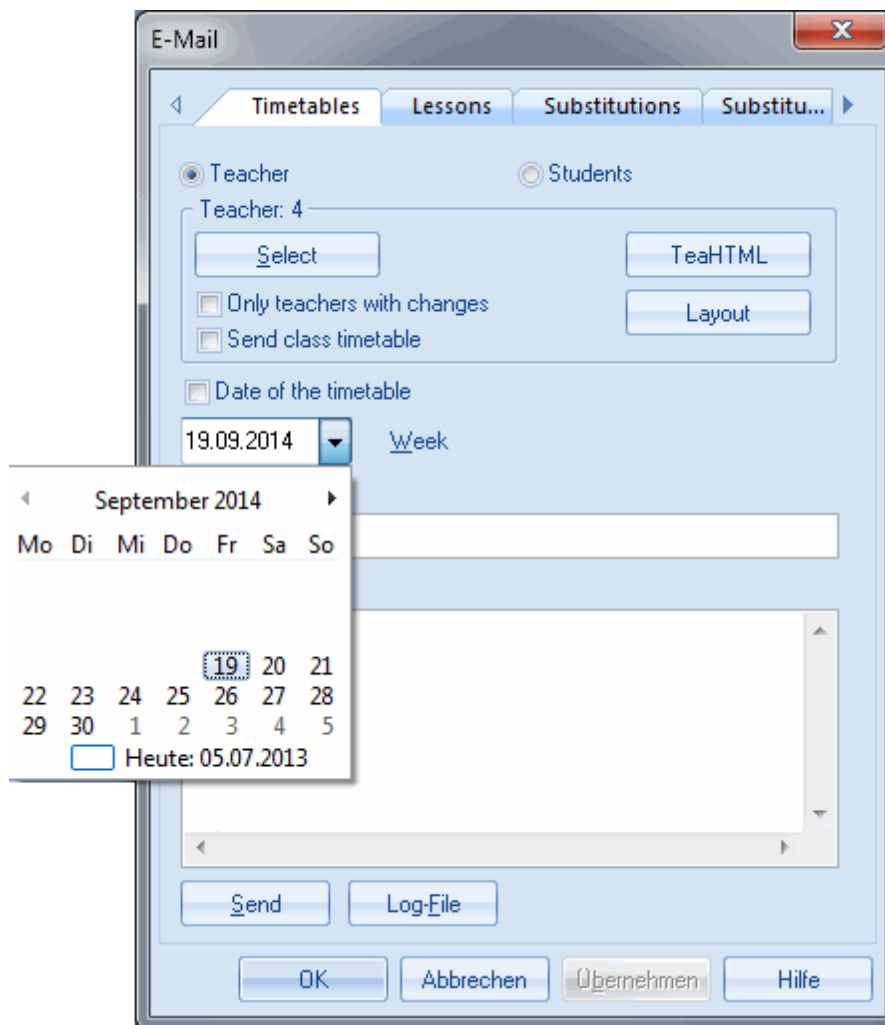 E-Mail
Timetables Lessons Substitutions Substitu...
Teacher Students
Teacher: 4
Select TeaHTML
Only teachers with changes
Layout
Send class timetable
Date of the timetable
19.09.2014 Week
September 2014
Mo Di Mi Do Fr Sa So
19 20 21
22 23 24 25 26 27 28
29 30 1 2 3 4 5
Heute: 05.07.2013
Send Log-File
OK Abbrechen Übernehmen Hilfe